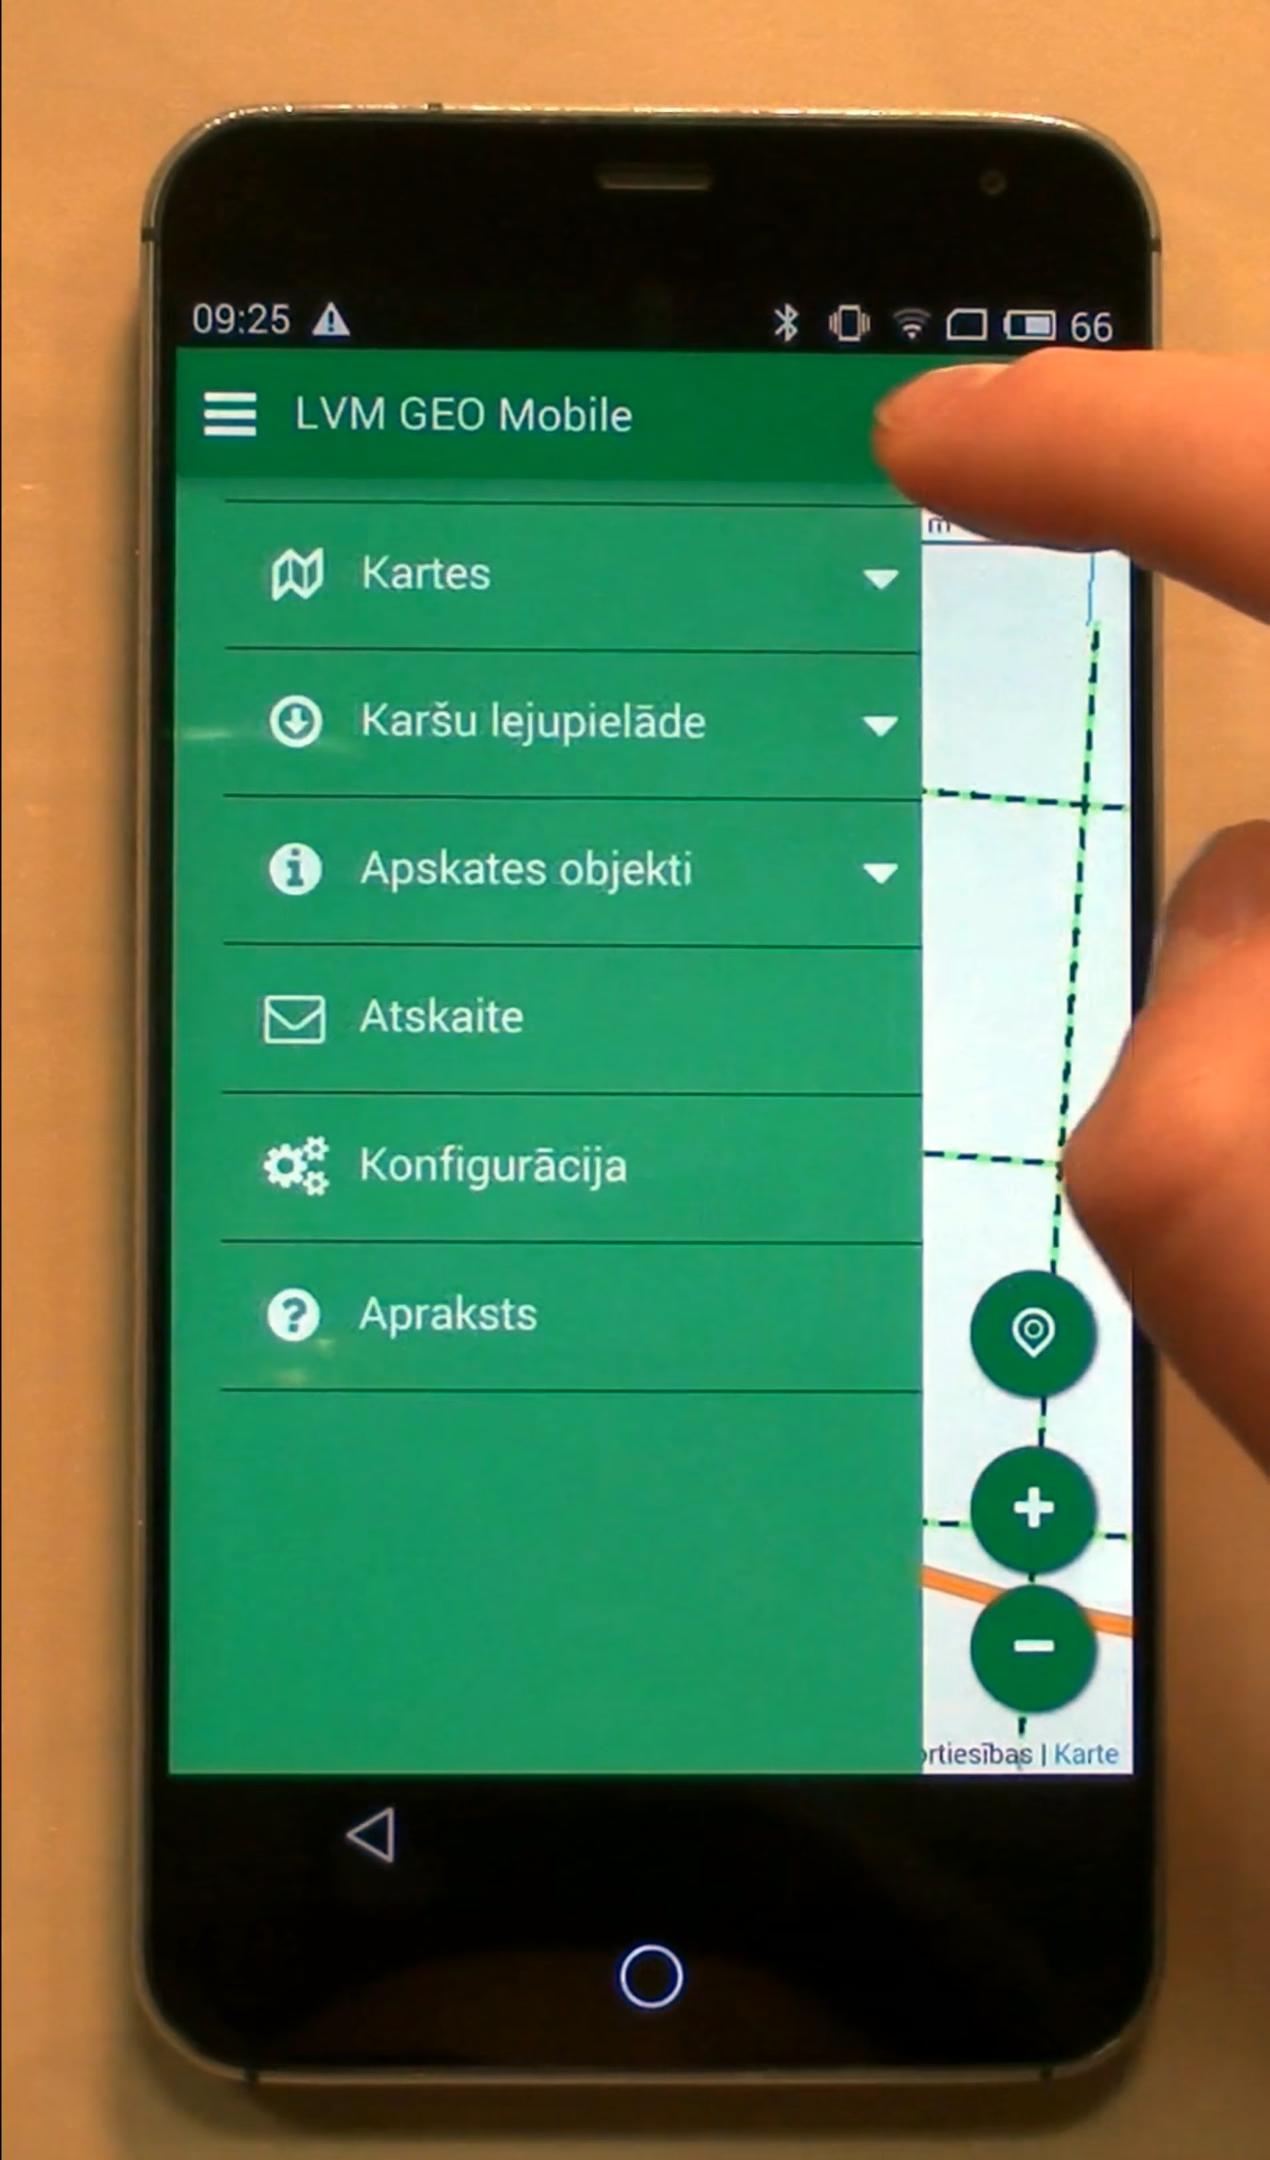 09:25
66
LVM GEO Mobile
m
Kartes
Karšu lejupielāde
Apskates objekti
Atskaite
Konfigurācija
Apraksts
rtiesības | Karte